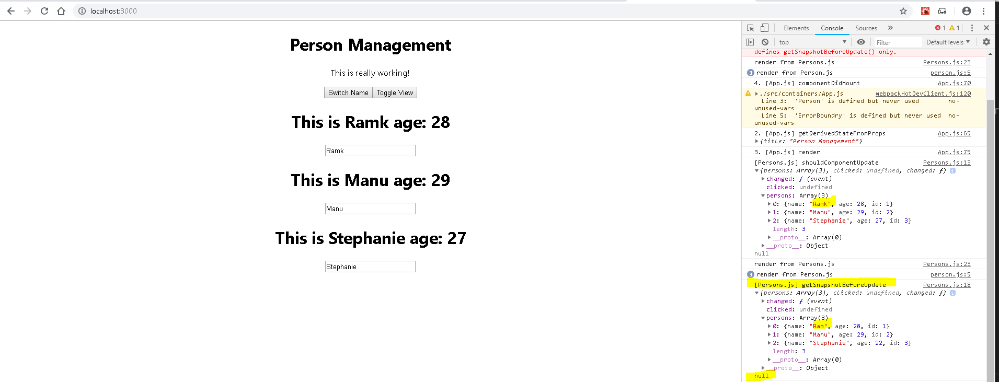 localhost:3000
Person Management
This is really working!
Switch Name Toggle View
This is Ramk age: 28
Ramk
This is Manu age: 29
Manu
This is Stephanie age: 27
Stephanie
Elements Console Sources » 1 1
top Filter Default levels
defines getSnapshotBeforeUpdate() only.
render from Persons.js Persons.js:23
3 render from Person.js person.js:5
4. [App.js] componentDidMount App.js:70
./src/containers/App.js webpackHotDevClient.js:120
Line 3: 'Person' is defined but never used no-
unused-vars
Line 5: 'ErrorBoundry' is defined but never used no-
unused-vars
2. [App.js] getDerivedStateFromProps App.js:65
{title: "Person Management"}
3. [App.js] render App.js:75
[Persons.js] shouldComponentUpdate Persons.js:13
{persons: Array(3), clicked: undefined, changed: ƒ} i
changed: ƒ (event)
clicked: undefined
persons: Array(3)
0: {name: "Ramk", age: 28, id: 1}
1: {name: "Manu", age: 29, id: 2}
2: {name: "Stephanie", age: 27, id: 3}
length: 3
__proto__: Array(0)
__proto__: Object
null
render from Persons.js Persons.js:23
3 render from Person.js person.js:5
[Persons.js] getSnapshotBeforeUpdate Persons.js:18
{persons: Array(3), clicked: undefined, changed: ƒ} i
changed: ƒ (event)
clicked: undefined
persons: Array(3)
0: {name: "Ram", age: 28, id: 1}
1: {name: "Manu", age: 29, id: 2}
2: {name: "Stephanie", age: 22, id: 3}
length: 3
__proto__: Array(0)
__proto__: Object
null